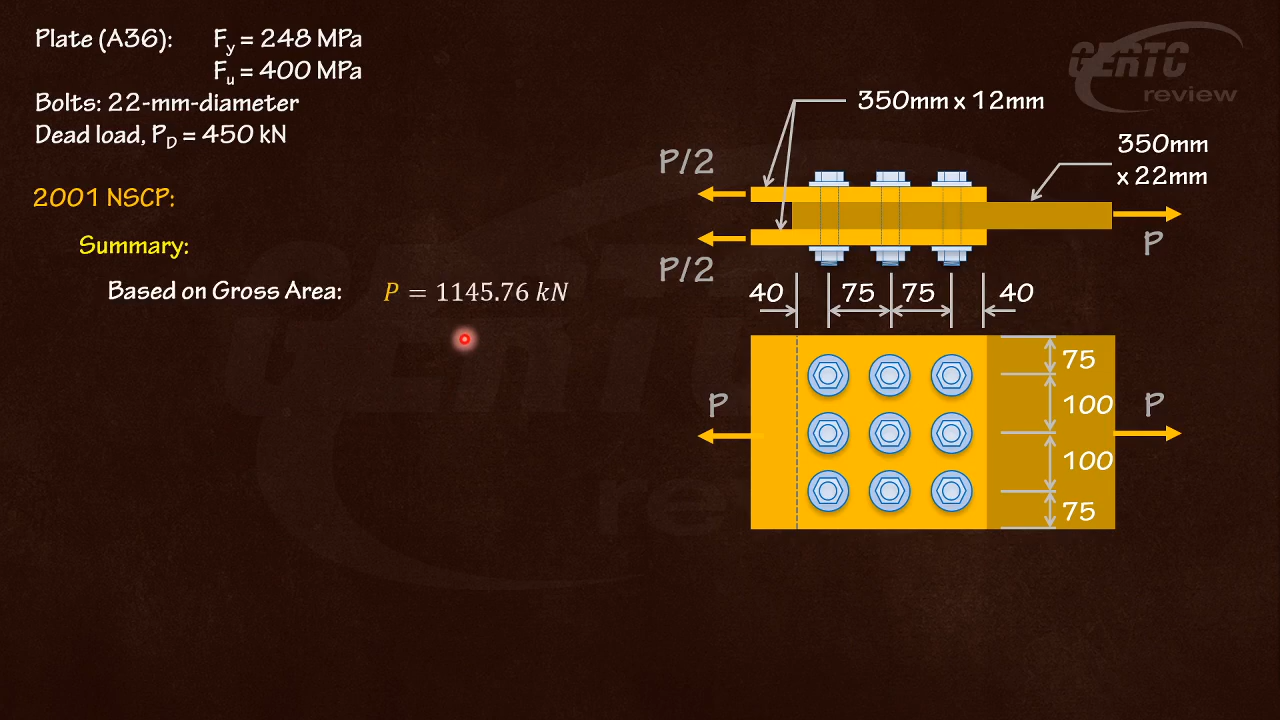 Plate (A36): Fy = 248 MPa
Fu = 400 MPa
Bolts: 22-mm-diameter
Dead load, PD = 450 kN
2001 NSCP:
Summary:
Based on Gross Area: P = 1145.76 kN
GERTC
review
350mm x 12mm
350mm
x 22mm
P/2
P
P/2
40 75 75 40
75
100
100
75
P
P